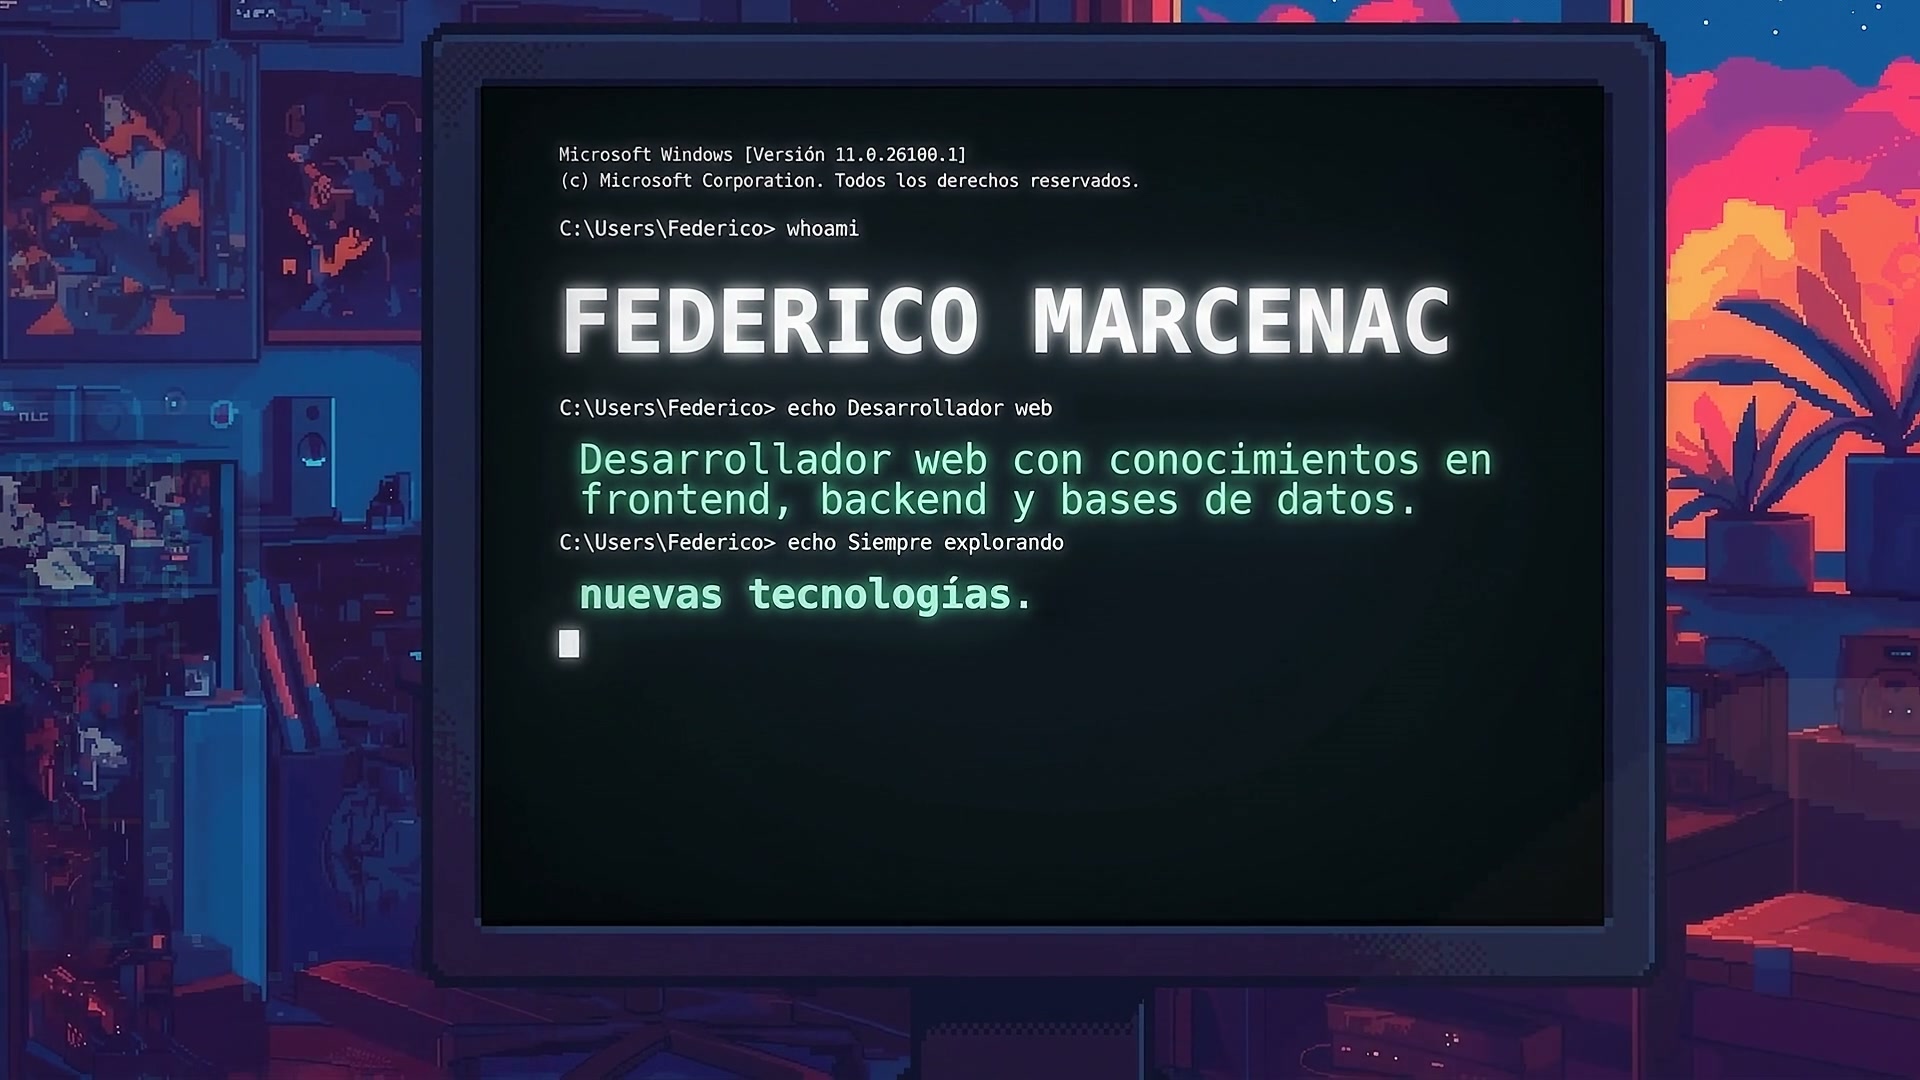 Microsoft Windows [Versión 11.0.26100.1]
(c) Microsoft Corporation. Todos los derechos reservados.
C:\Users\Federico> whoami
FEDERICO MARCENAC
C:\Users\Federico> echo Desarrollador web
Desarrollador web con conocimientos en
frontend, backend y bases de datos.
C:\Users\Federico> echo Siempre explorando
nuevas tecnologías.